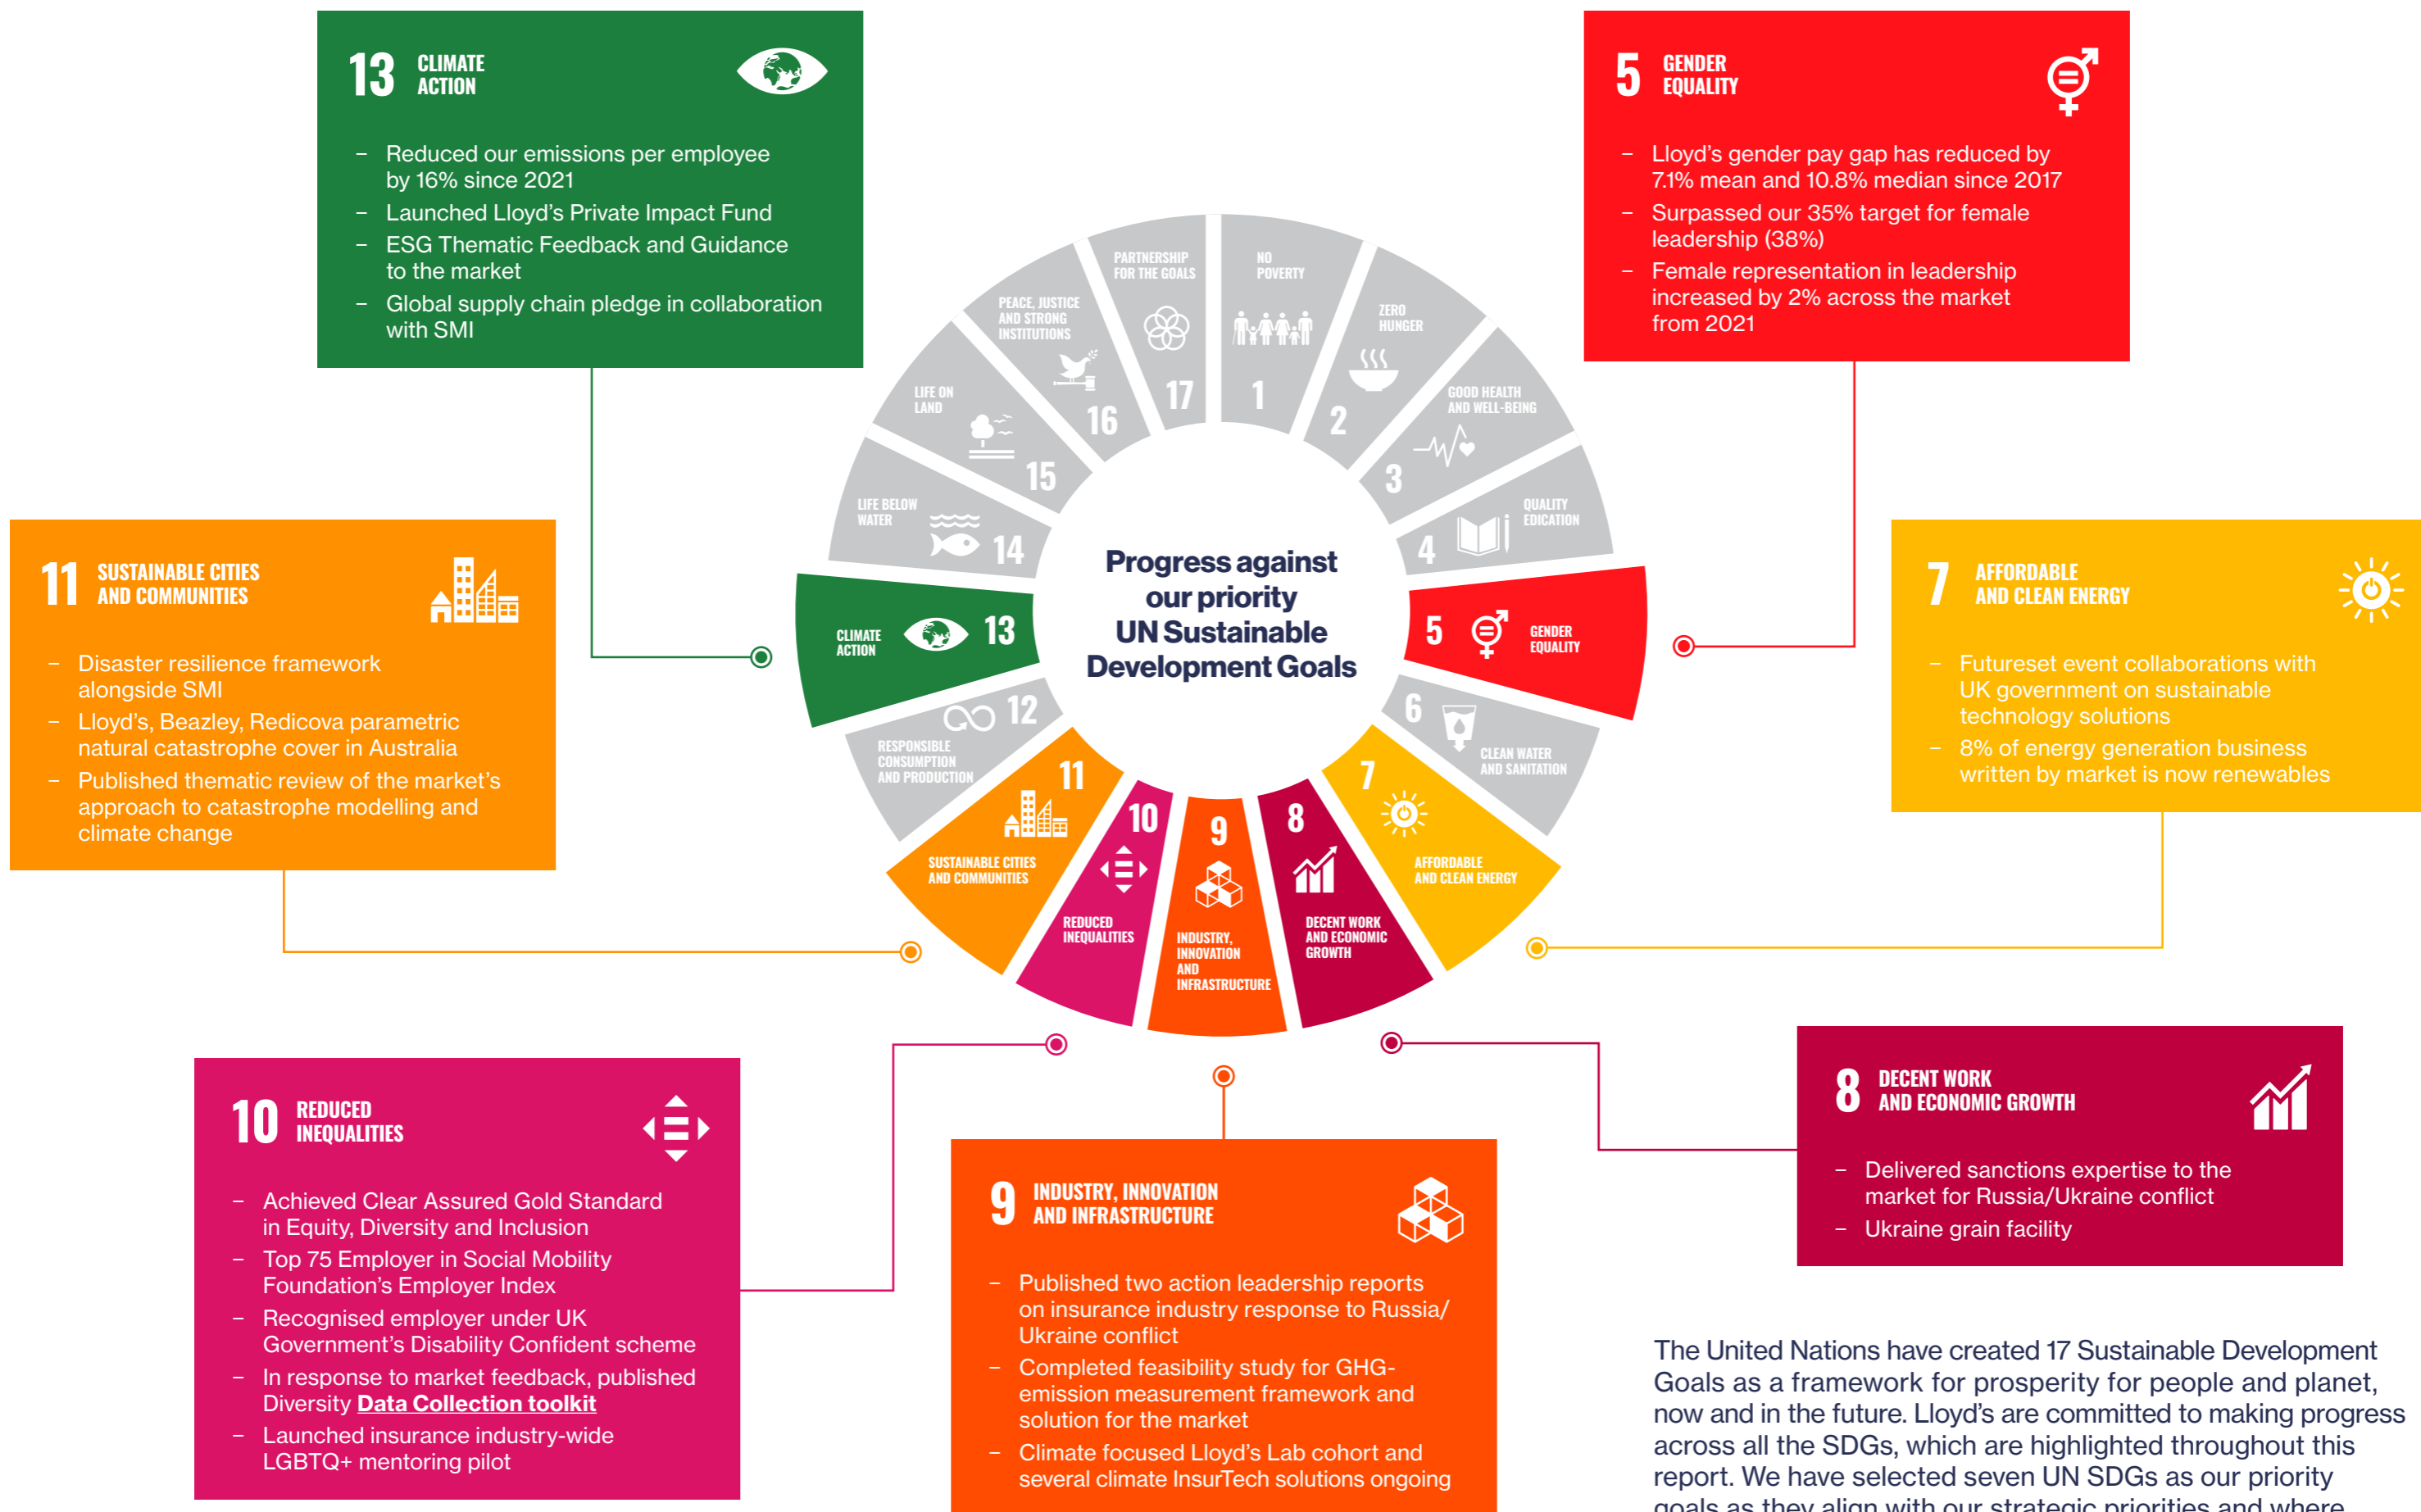 13 CLIMATE
ACTION
– Reduced our emissions per employee
by 16% since 2021
– Launched Lloyd's Private Impact Fund
– ESG Thematic Feedback and Guidance
to the market
– Global supply chain pledge in collaboration
with SMI
5 GENDER
EQUALITY
– Lloyd's gender pay gap has reduced by
7.1% mean and 10.8% median since 2017
– Surpassed our 35% target for female
leadership (38%)
– Female representation in leadership
increased by 2% across the market
from 2021
11 SUSTAINABLE CITIES
AND COMMUNITIES
– Disaster resilience framework
alongside SMI
– Lloyd's, Beazley, Redicova parametric
natural catastrophe cover in Australia
– Published thematic review of the market's
approach to catastrophe modelling and
climate change
Progress against
our priority
UN Sustainable
Development Goals
NO
POVERTY
1
ZERO
HUNGER
2
GOOD HEALTH
AND WELL-BEING
3
QUALITY
EDICATION
4
5
GENDER
EQUALITY
6
CLEAN WATER
AND SANITATION
7
AFFORDABLE
AND CLEAN ENERGY
8
DECENT WORK
AND ECONOMIC
GROWTH
9
INDUSTRY,
INNOVATION
AND
INFRASTRUCTURE
10
REDUCED
INEQUALITIES
11
SUSTAINABLE CITIES
AND COMMUNITIES
12
RESPONSIBLE
CONSUMPTION
AND PRODUCTION
CLIMATE
ACTION
13
LIFE BELOW
WATER
14
LIFE ON
LAND
15
PEACE, JUSTICE
AND STRONG
INSTITUTIONS
16
PARTNERSHIP
FOR THE GOALS
17
7 AFFORDABLE
AND CLEAN ENERGY
– Futureset event collaborations with
UK government on sustainable
technology solutions
– 8% of energy generation business
written by market is now renewables
10 REDUCED
INEQUALITIES
– Achieved Clear Assured Gold Standard
in Equity, Diversity and Inclusion
– Top 75 Employer in Social Mobility
Foundation's Employer Index
– Recognised employer under UK
Government's Disability Confident scheme
– In response to market feedback, published
Diversity Data Collection toolkit
– Launched insurance industry-wide
LGBTQ+ mentoring pilot
9 INDUSTRY, INNOVATION
AND INFRASTRUCTURE
– Published two action leadership reports
on insurance industry response to Russia/
Ukraine conflict
– Completed feasibility study for GHG-
emission measurement framework and
solution for the market
– Climate focused Lloyd's Lab cohort and
several climate InsurTech solutions ongoing
8 DECENT WORK
AND ECONOMIC GROWTH
– Delivered sanctions expertise to the
market for Russia/Ukraine conflict
– Ukraine grain facility
The United Nations have created 17 Sustainable Development
Goals as a framework for prosperity for people and planet,
now and in the future. Lloyd's are committed to making progress
across all the SDGs, which are highlighted throughout this
report. We have selected seven UN SDGs as our priority
goals as they align with our strategic priorities and where